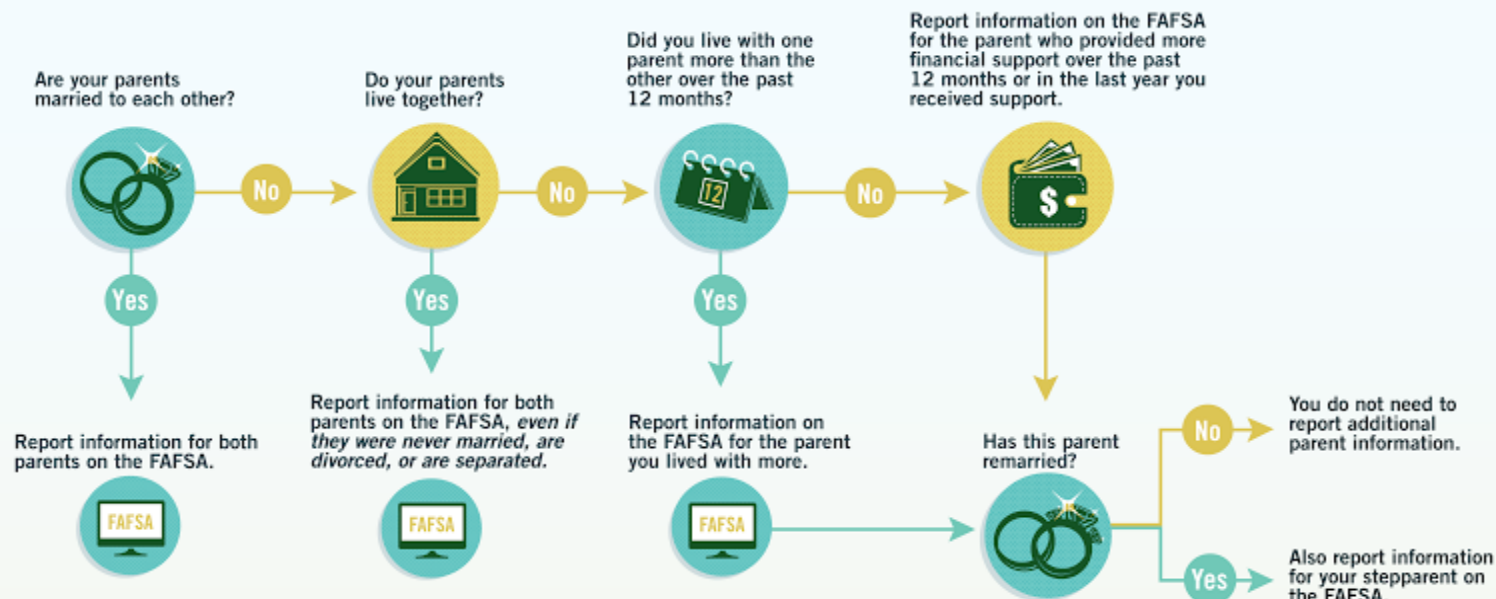 Are your parents
married to each other?
Do your parents
live together?
Did you live with one
parent more than the
other over the past
12 months?
Report information on the FAFSA
for the parent who provided more
financial support over the past
12 months or in the last year you
received support.
No
No
12
No
$
Yes
Yes
Yes
Report information for both
parents on the FAFSA.
FAFSA
Report information for both
parents on the FAFSA, even if
they were never married, are
divorced, or are separated.
FAFSA
Report information on
the FAFSA for the parent
you lived with more.
FAFSA
Has this parent
remarried?
No
You do not need to
report additional
parent information.
Yes
Also report information
for your stepparent on
the FAFSA